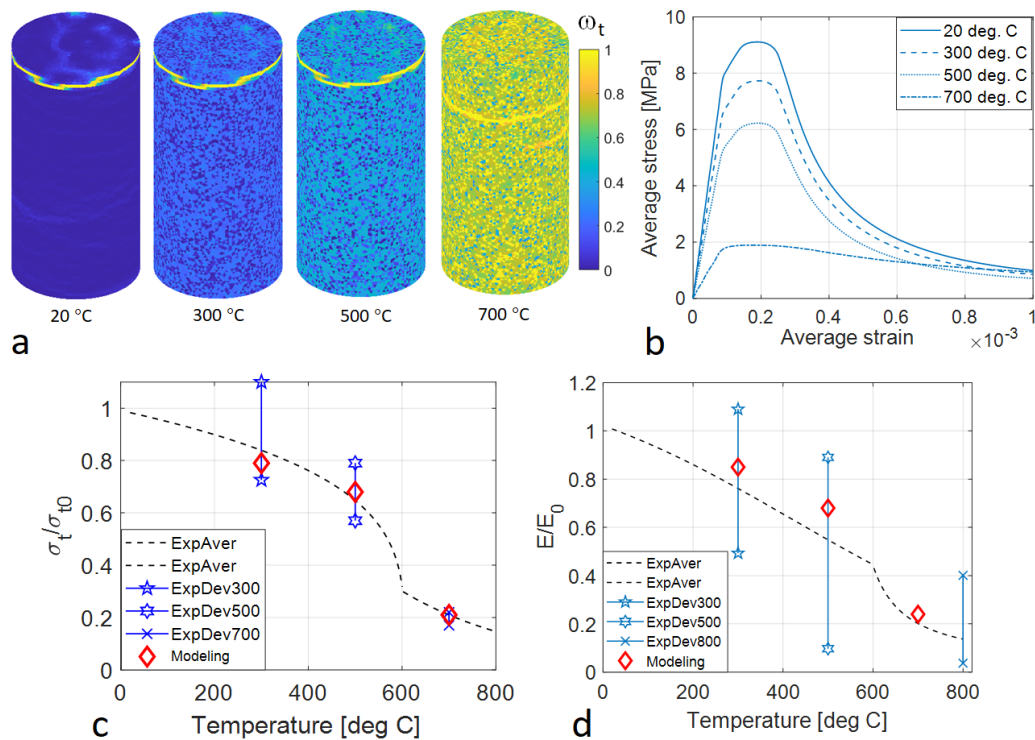 ω_t
1
0.8
0.6
0.4
0.2
0
20 °C
300 °C
500 °C
700 °C
a
10
8
6
4
2
0
Average stress [MPa]
20 deg. C
300 deg. C
500 deg. C
700 deg. C
0 0.2 0.4 0.6 0.8 1
Average strain
×10^-3
b
1
0.8
0.6
0.4
0.2
0
σ_t/σ_t0
ExpAver
ExpAver
ExpDev300
ExpDev500
ExpDev700
Modeling
0 200 400 600 800
Temperature [deg C]
c
1.2
1
0.8
0.6
0.4
0.2
0
E/E_0
ExpAver
ExpAver
ExpDev300
ExpDev500
ExpDev800
Modeling
0 200 400 600 800
Temperature [deg C]
d